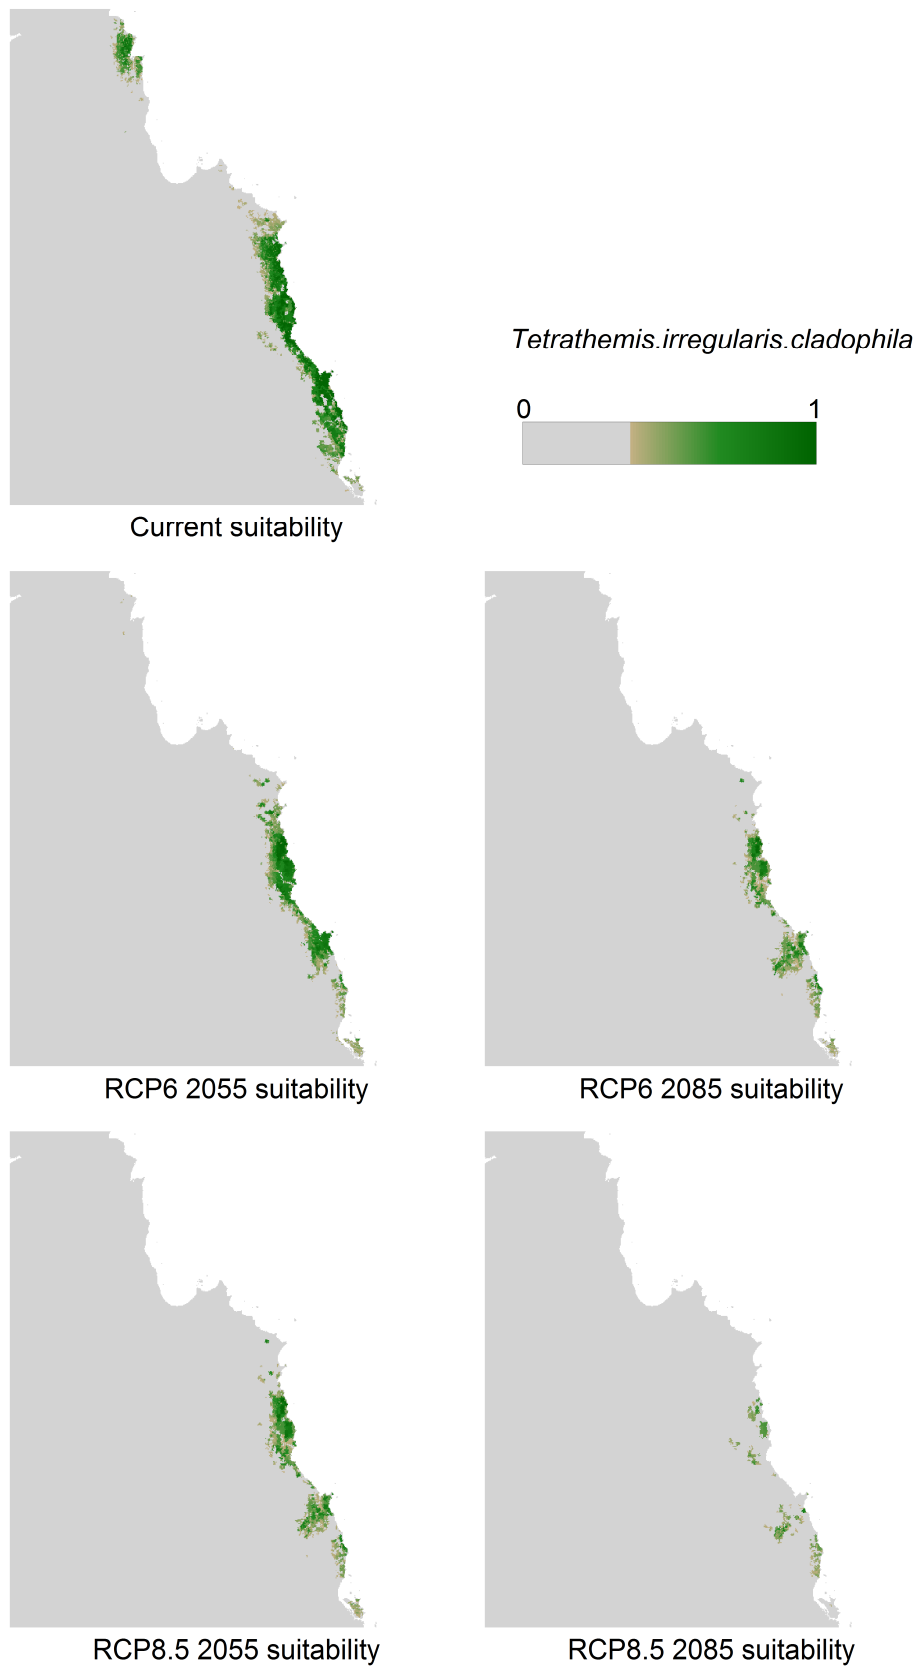 Tetrathemis.irregularis.cladophila
0 1
Current suitability
RCP6 2055 suitability
RCP6 2085 suitability
RCP8.5 2055 suitability
RCP8.5 2085 suitability